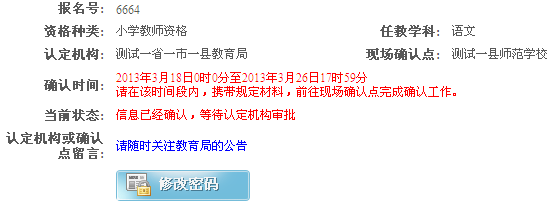 报名号: 6664
资格种类: 小学教师资格 任教学科: 语文
认定机构: 测试一省一市一县教育局 现场确认点: 测试一县师范学校
确认时间: 2013年3月18日0时0分至2013年3月26日17时59分
请在该时间段内，携带规定材料，前往现场确认点完成确认工作。
当前状态: 信息已经确认，等待认定机构审批
认定机构或确认
点留言: 请随时关注教育局的公告
修改密码